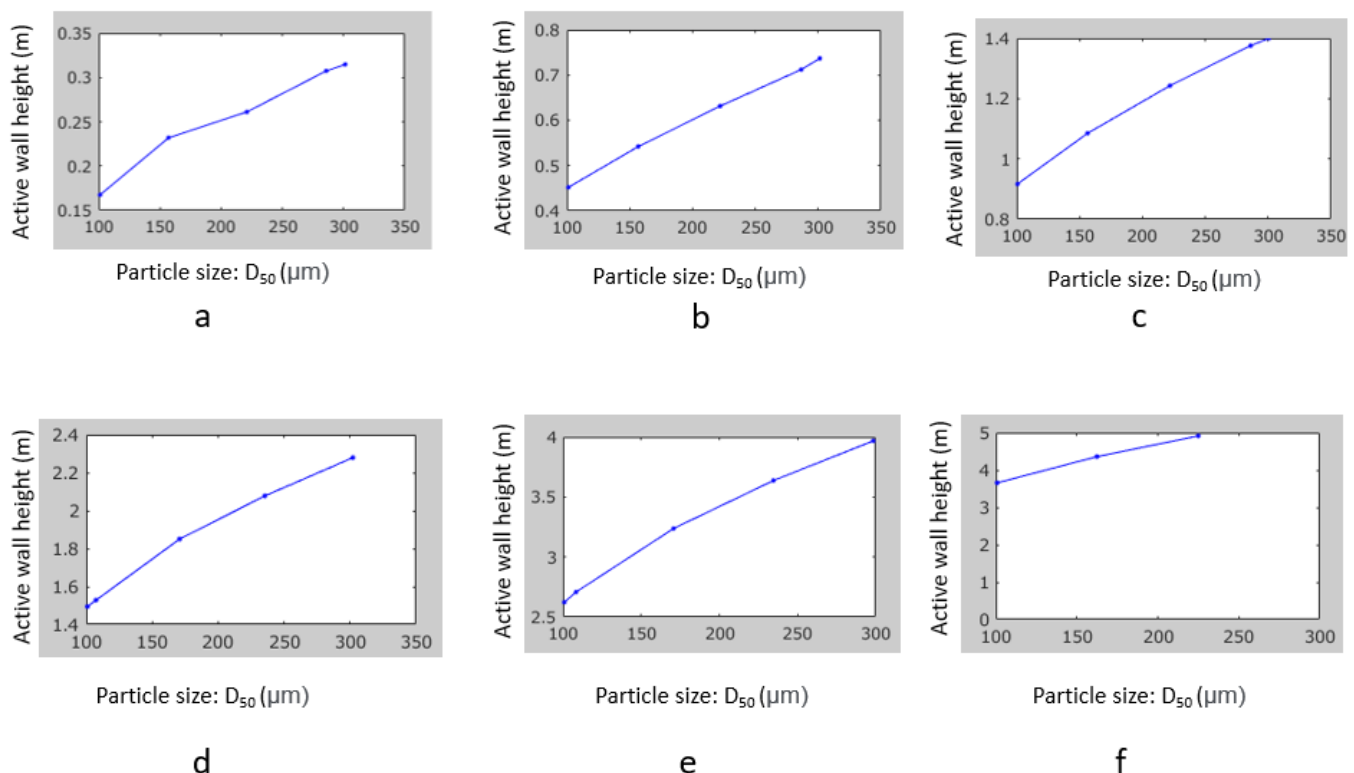 Active wall height (m)
0.35
0.3
0.25
0.2
0.15
100 150 200 250 300 350
Particle size: D₅₀ (μm)
a
Active wall height (m)
0.8
0.7
0.6
0.5
0.4
100 150 200 250 300 350
Particle size: D₅₀ (μm)
b
Active wall height (m)
1.4
1.2
1
0.8
100 150 200 250 300 350
Particle size: D₅₀ (μm)
c
Active wall height (m)
2.4
2.2
2
1.8
1.6
1.4
100 150 200 250 300 350
Particle size: D₅₀ (μm)
d
Active wall height (m)
4
3.5
3
2.5
100 150 200 250 300
Particle size: D₅₀ (μm)
e
Active wall height (m)
5
4
3
2
1
0
100 150 200 250 300
Particle size: D₅₀ (μm)
f